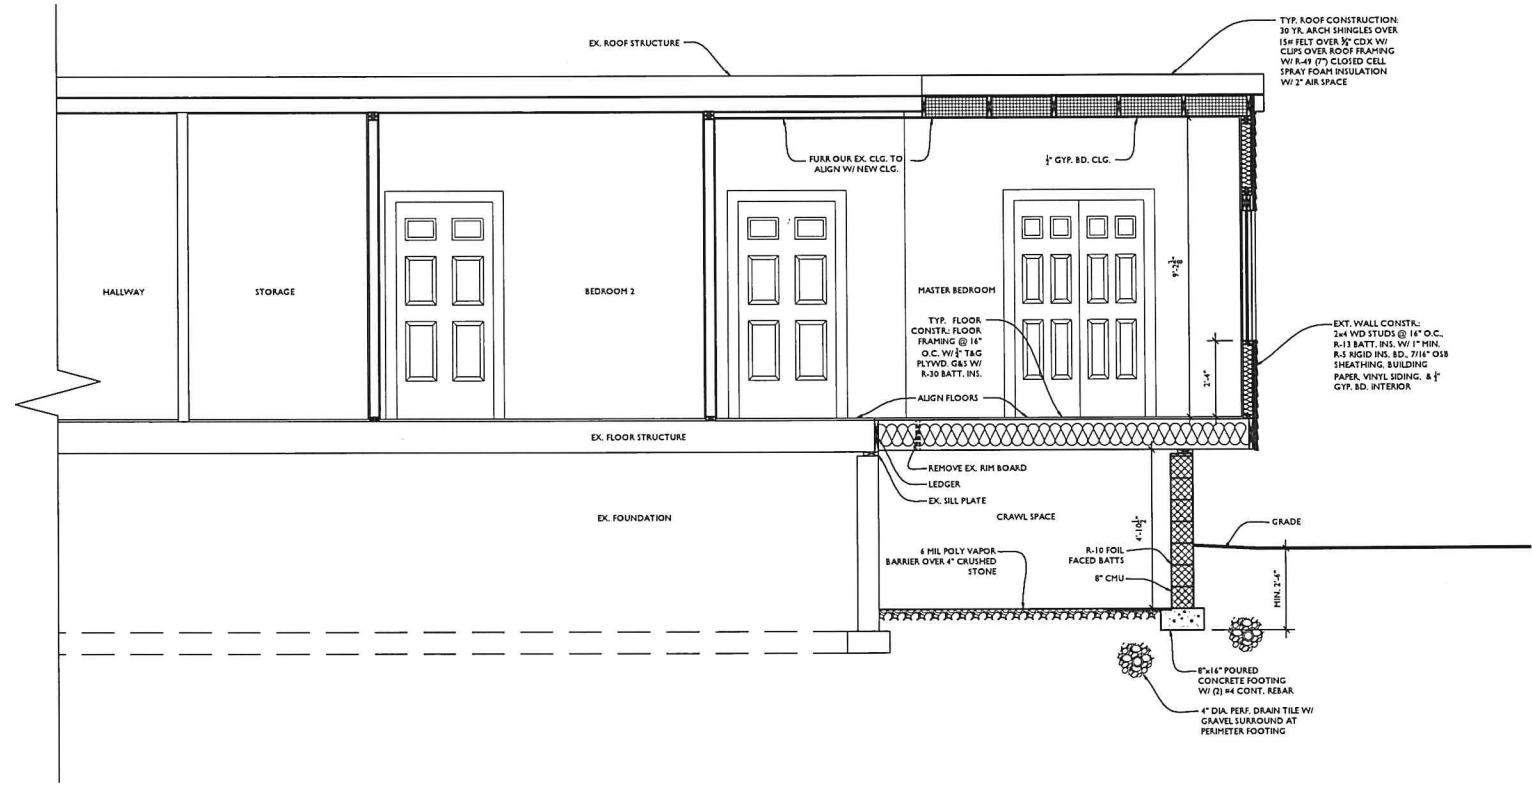 TYP. ROOF CONSTRUCTION:
30 YR. ARCH SHINGLES OVER
15# FELT OVER ⅝" CDX W/
CLIPS OVER ROOF FRAMING
W/ R-49 (7") CLOSED CELL
SPRAY FOAM INSULATION
W/ 2" AIR SPACE
EX. ROOF STRUCTURE
FURR OUR EX. CLG. TO
ALIGN W/ NEW CLG.
½" GYP. BD. CLG.
HALLWAY
STORAGE
BEDROOM 2
MASTER BEDROOM
TYP. FLOOR
CONSTR.: FLOOR
FRAMING @ 16"
O.C. W/ ¾" T&G
PLYWD. G&S W/
R-30 BATT. INS.
2'-4"
EXT. WALL CONSTR.:
2x4 WD STUDS @ 16" O.C.,
R-13 BATT. INS. W/ 1" MIN.
R-5 RIGID INS. BD., 7/16" OSB
SHEATHING, BUILDING
PAPER, VINYL SIDING, & ½"
GYP. BD. INTERIOR
ALIGN FLOORS
EX. FLOOR STRUCTURE
REMOVE EX. RIM BOARD
LEDGER
EX. SILL PLATE
EX. FOUNDATION
CRAWL SPACE
4'-10½"
GRADE
6 MIL POLY VAPOR
BARRIER OVER 4" CRUSHED
STONE
R-10 FOIL
FACED BATTS
8" CMU
MIN. 2'-6"
8"x16" POURED
CONCRETE FOOTING
W/ (2) #4 CONT. REBAR
4" DIA. PERF. DRAIN TILE W/
GRAVEL SURROUND AT
PERIMETER FOOTING